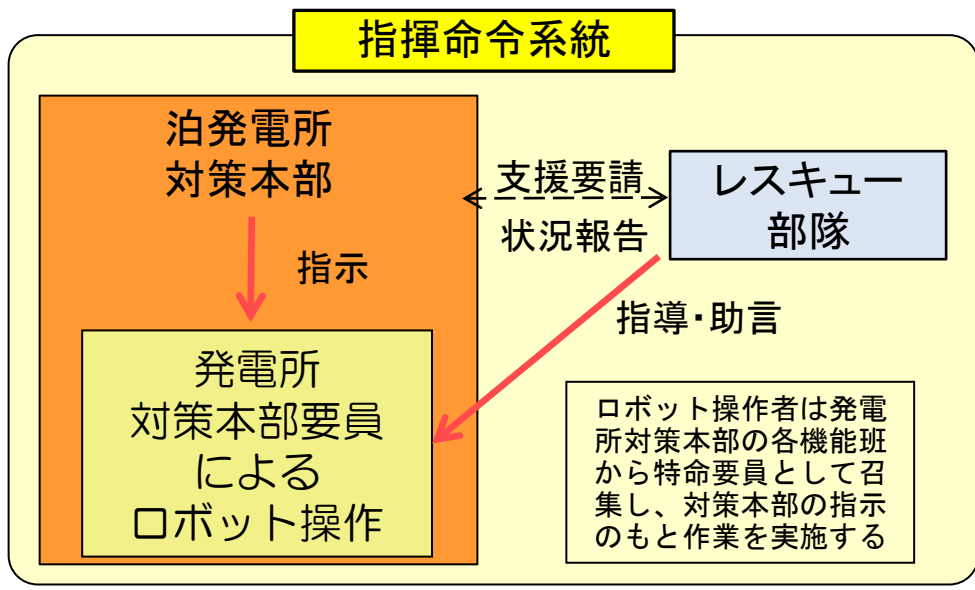 指揮命令系統
泊発電所
対策本部
指示
発電所
対策本部要員
による
ロボット操作
支援要請
状況報告
レスキュー
部隊
指導・助言
ロボット操作者は発電
所対策本部の各機能班
から特命要員として召
集し、対策本部の指示
のもと作業を実施する